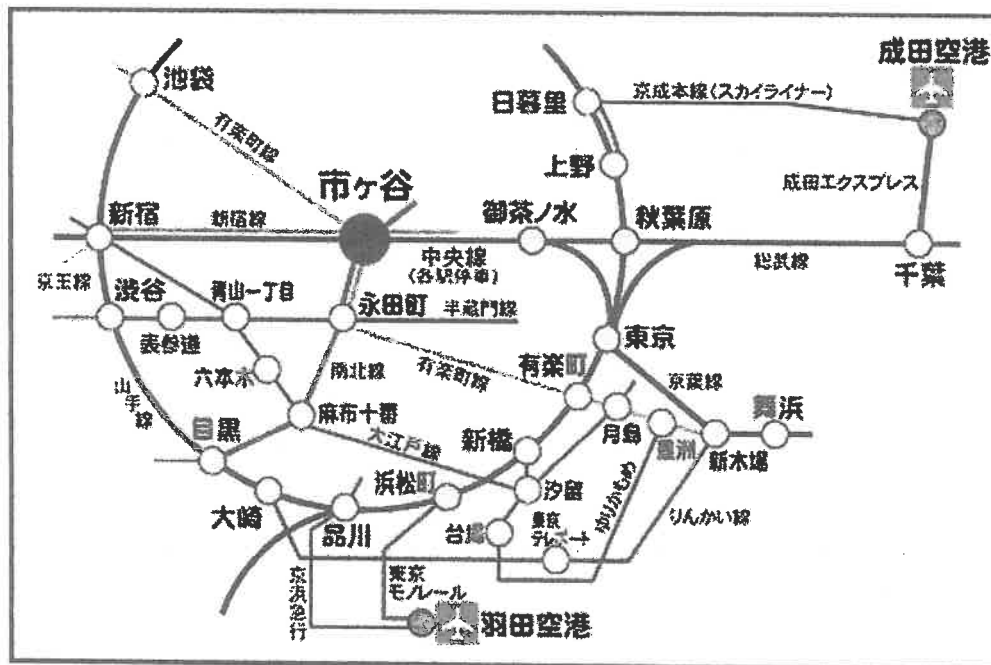 成田空港
池袋
日暮里
京成本線(スカイライナー)
有楽町線
上野
成田エクスプレス
市ヶ谷
新宿
新宿線
御茶ノ水
秋葉原
中央線
(各駅停車)
総武線
千葉
京王線
渋谷
青山一丁目
永田町
半蔵門線
表参道
東京
六本木
南北線
有楽町線
有楽町
京葉線
山手線
麻布十番
月島
豊洲
新木場
舞浜
目黒
大江戸線
新橋
大崎
品川
浜松町
汐留
台場
東京
テレポート
ゆりかもめ
りんかい線
京浜急行
東京
モノレール
羽田空港